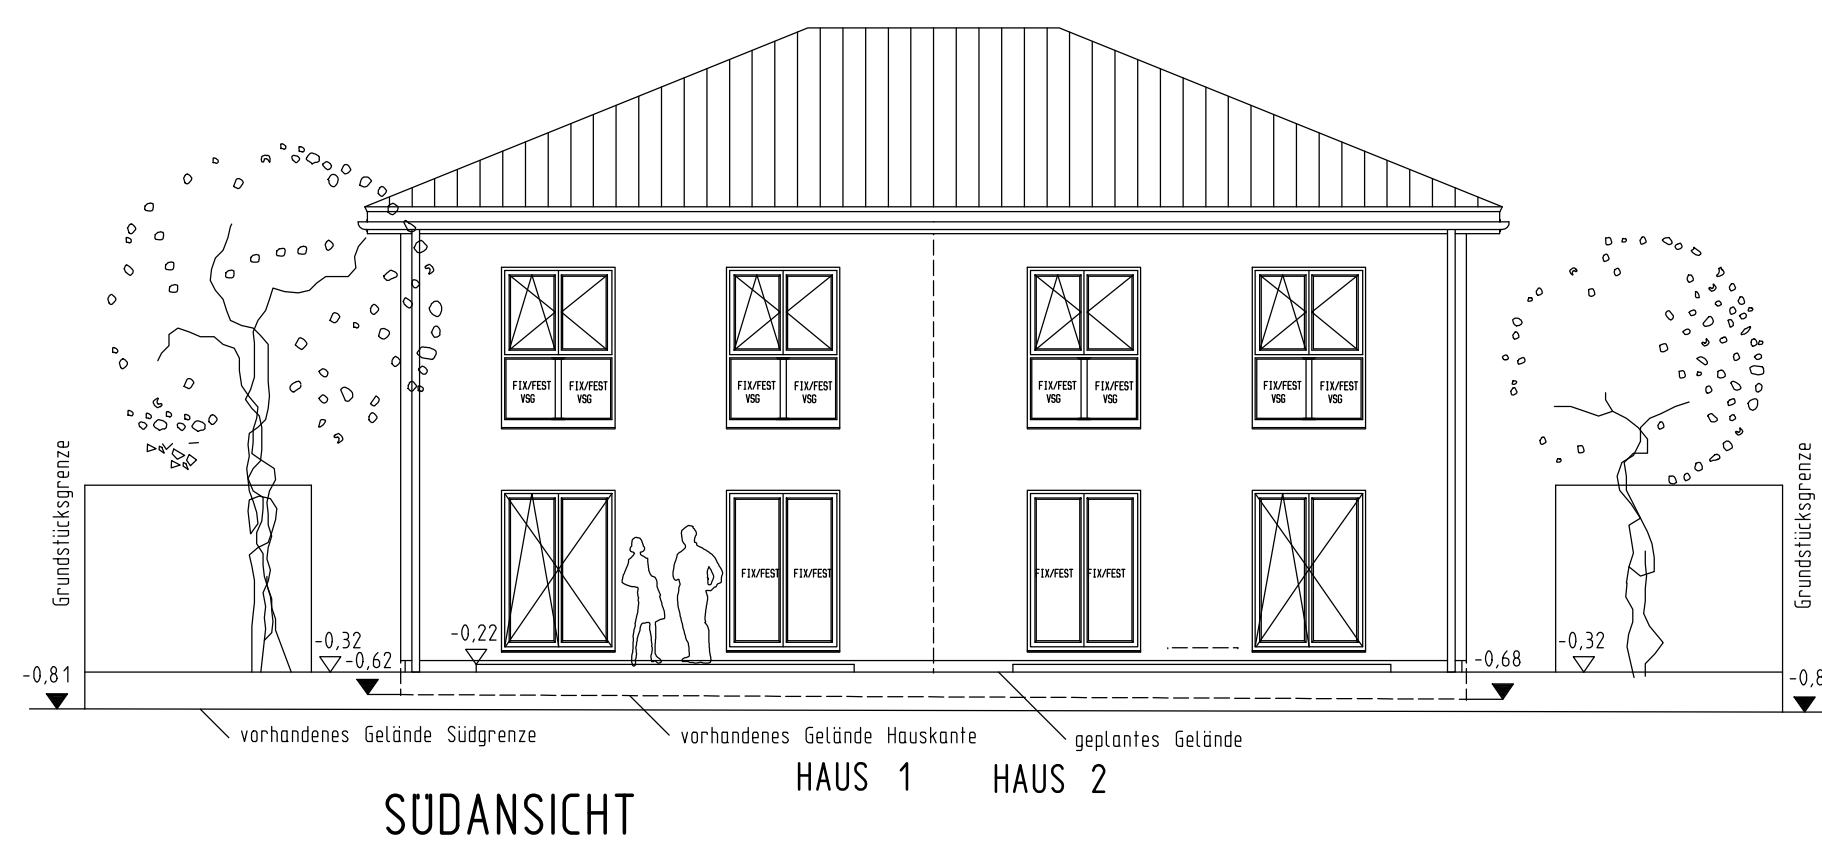 FIX/FEST FIX/FEST FIX/FEST FIX/FEST FIX/FEST FIX/FEST FIX/FEST FIX/FEST
VSG VSG VSG VSG VSG VSG VSG VSG
Grundstücksgrenze
Grundstücksgrenze
FIX/FEST FIX/FEST FIX/FEST FIX/FEST
-0,22
-0,32
-0,32
-0,62
-0,68
-0,81
-0,8
vorhandenes Gelände Südgrenze
vorhandenes Gelände Hauskante
geplantes Gelände
HAUS 1 HAUS 2
SÜDANSICHT